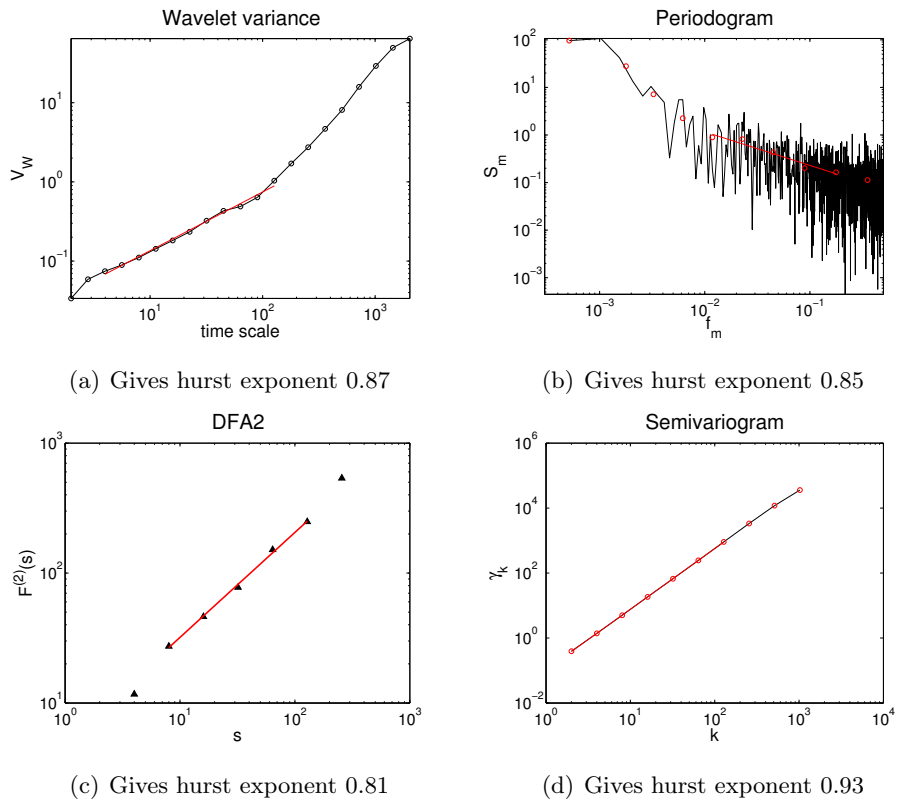 Wavelet variance
V_W
10^1
10^0
10^-1
10^1
10^2
10^3
time scale
(a) Gives hurst exponent 0.87
Periodogram
S_m
10^2
10^1
10^0
10^-1
10^-2
10^-3
10^-3
10^-2
10^-1
f_m
(b) Gives hurst exponent 0.85
DFA2
F^(2)(s)
10^3
10^2
10^1
10^0
10^1
10^2
10^3
s
(c) Gives hurst exponent 0.81
Semivariogram
γ_k
10^6
10^4
10^2
10^0
10^-2
10^0
10^1
10^2
10^3
10^4
k
(d) Gives hurst exponent 0.93